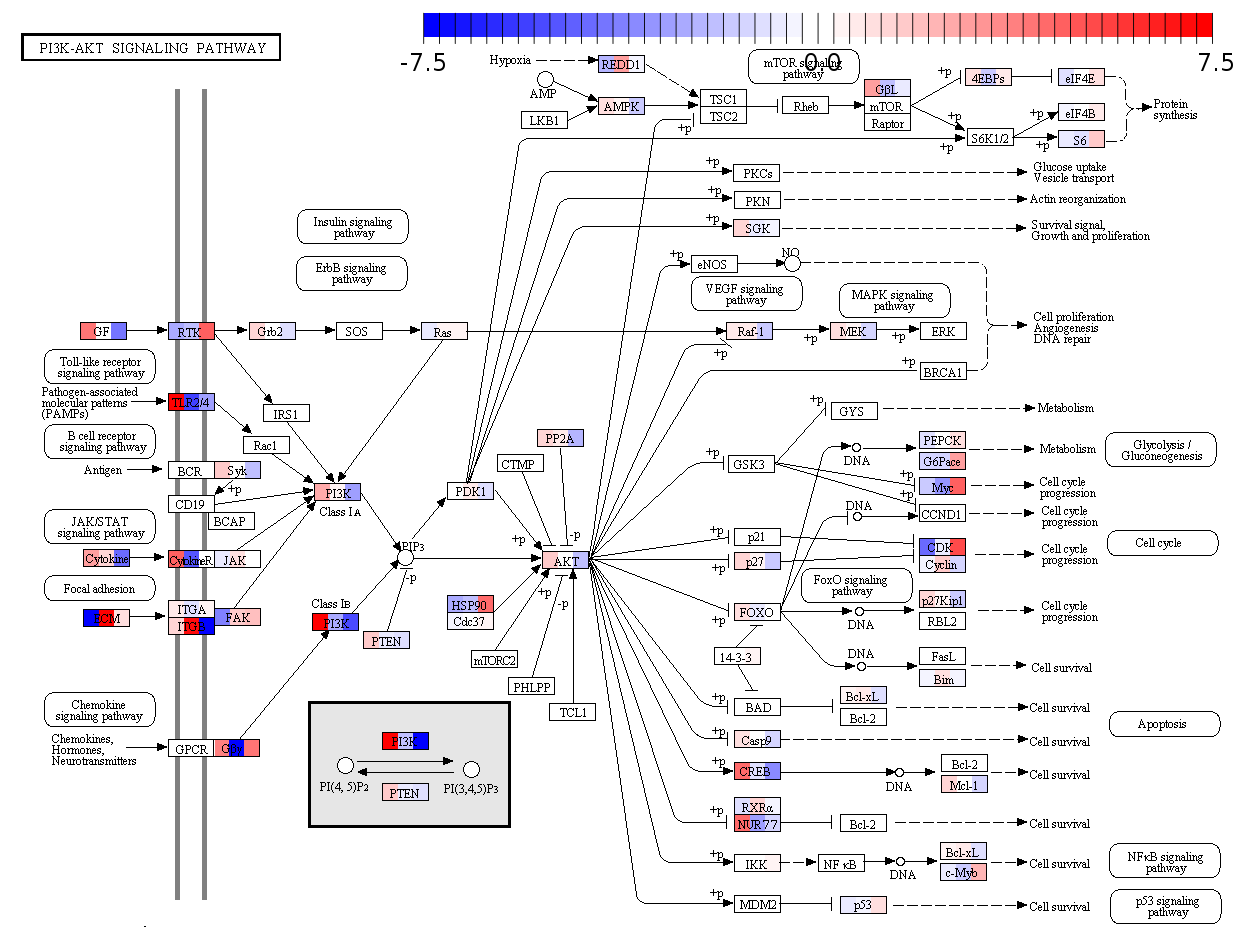 PI3K-AKT SIGNALING PATHWAY
-7.5
0.0
7.5
Hypoxia
REDD1
mTOR signaling
pathway
AMP
AMPK
LKB1
TSC1
TSC2
+p
Rheb
GβL
mTOR
Raptor
+p
+p
+p
4EBPs
eIF4E
S6K1/2
+p
+p
eIF4B
S6
Protein
synthesis
+p
PKCs
Glucose uptake
Vesicle transport
+p
PKN
Actin reorganization
+p
SGK
Survival signal,
Growth and proliferation
Insulin signaling
pathway
ErbB signaling
pathway
+p
eNOS
NO
VEGF signaling
pathway
MAPK signaling
pathway
GF
RTK
Grb2
SOS
Ras
Raf-1
+p
+p
MEK
+p
ERK
+p
BRCA1
Cell proliferation
Angiogenesis
DNA repair
Toll-like receptor
signaling pathway
Pathogen-associated
molecular patterns
(PAMPs)
TLR2/4
IRS1
Rac1
B cell receptor
signaling pathway
Antigen
BCR
Syk
+p
CD19
BCAP
PI3K
Class IA
JAK/STAT
signaling pathway
Cytokine
CytokineR
JAK
Focal adhesion
ECM
ITGA
ITGB
FAK
Class IB
PI3K
PIP3
-p
PTEN
PDK1
CTMP
PP2A
+p
-p
AKT
HSP90
Cdc37
+p
-p
mTORC2
PHLPP
TCL1
Chemokine
signaling pathway
Chemokines,
Hormones,
Neurotransmitters
GPCR
PI3K
PI(4, 5)P2
PI(3,4,5)P3
PTEN
+p
GYS
Metabolism
+p
GSK3
DNA
PEPCK
G6Pace
Metabolism
Glycolysis /
Gluconeogenesis
+p
Myc
Cell cycle
progression
+p
DNA
CCND1
Cell cycle
progression
+p
p21
+p
p27
CDK
Cyclin
Cell cycle
progression
Cell cycle
FoxO signaling
pathway
+p
FOXO
DNA
p27Kip1
RBL2
Cell cycle
progression
14-3-3
DNA
FasL
Bim
Cell survival
+p
BAD
Bcl-xL
Bcl-2
Cell survival
Apoptosis
+p
Casp9
Cell survival
+p
CREB
DNA
Bcl-2
Mcl-1
Cell survival
+p
RXRα
NUR77
Bcl-2
Cell survival
+p
IKK
NFκB
DNA
Bcl-xL
c-Myb
Cell survival
NFκB signaling
pathway
+p
MDM2
p53
Cell survival
p53 signaling
pathway